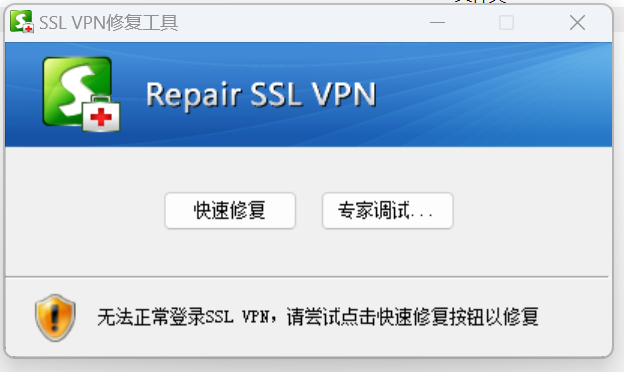 SSL VPN修复工具
Repair SSL VPN
快速修复
专家调试...
无法正常登录SSL VPN，请尝试点击快速修复按钮以修复